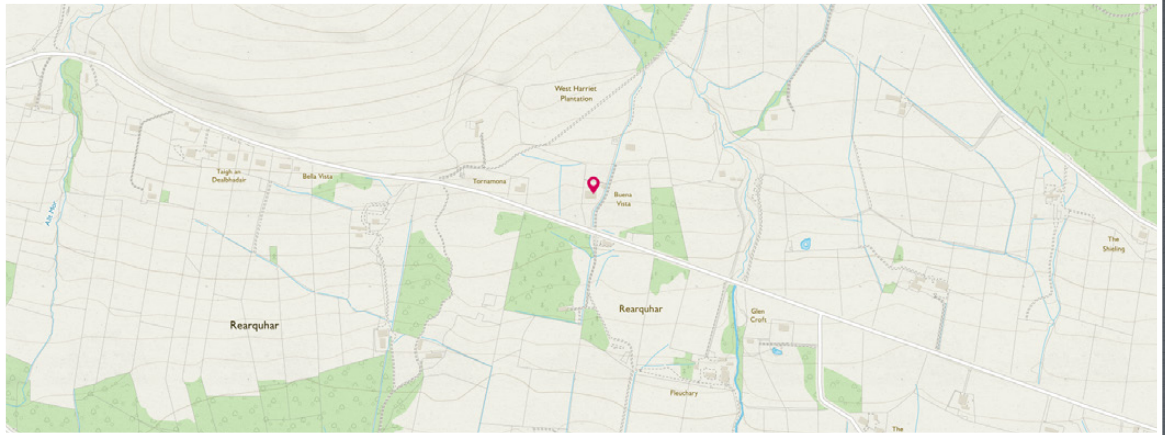 West Harriet
Plantation
Taigh an
Dealbhadair
Bella Vista
Tornamona
Buena
Vista
Allt Mor
The
Shieling
Rearquhar
Rearquhar
Glen
Croft
Fleuchary
The